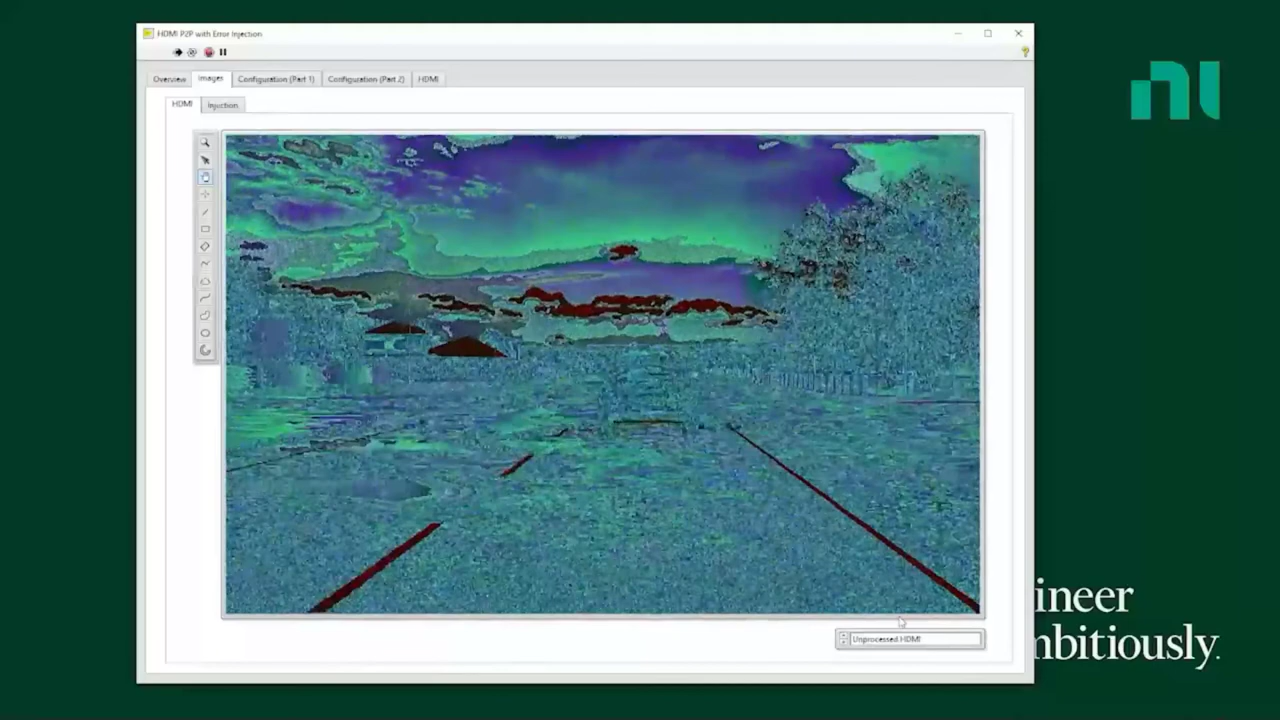 HDMI P2P with Error Injection
Overview Images Configuration (Part 1) Configuration (Part 2) HDMI
HDMI Injection
Unprocessed HDMI
ineer
mbitiously.